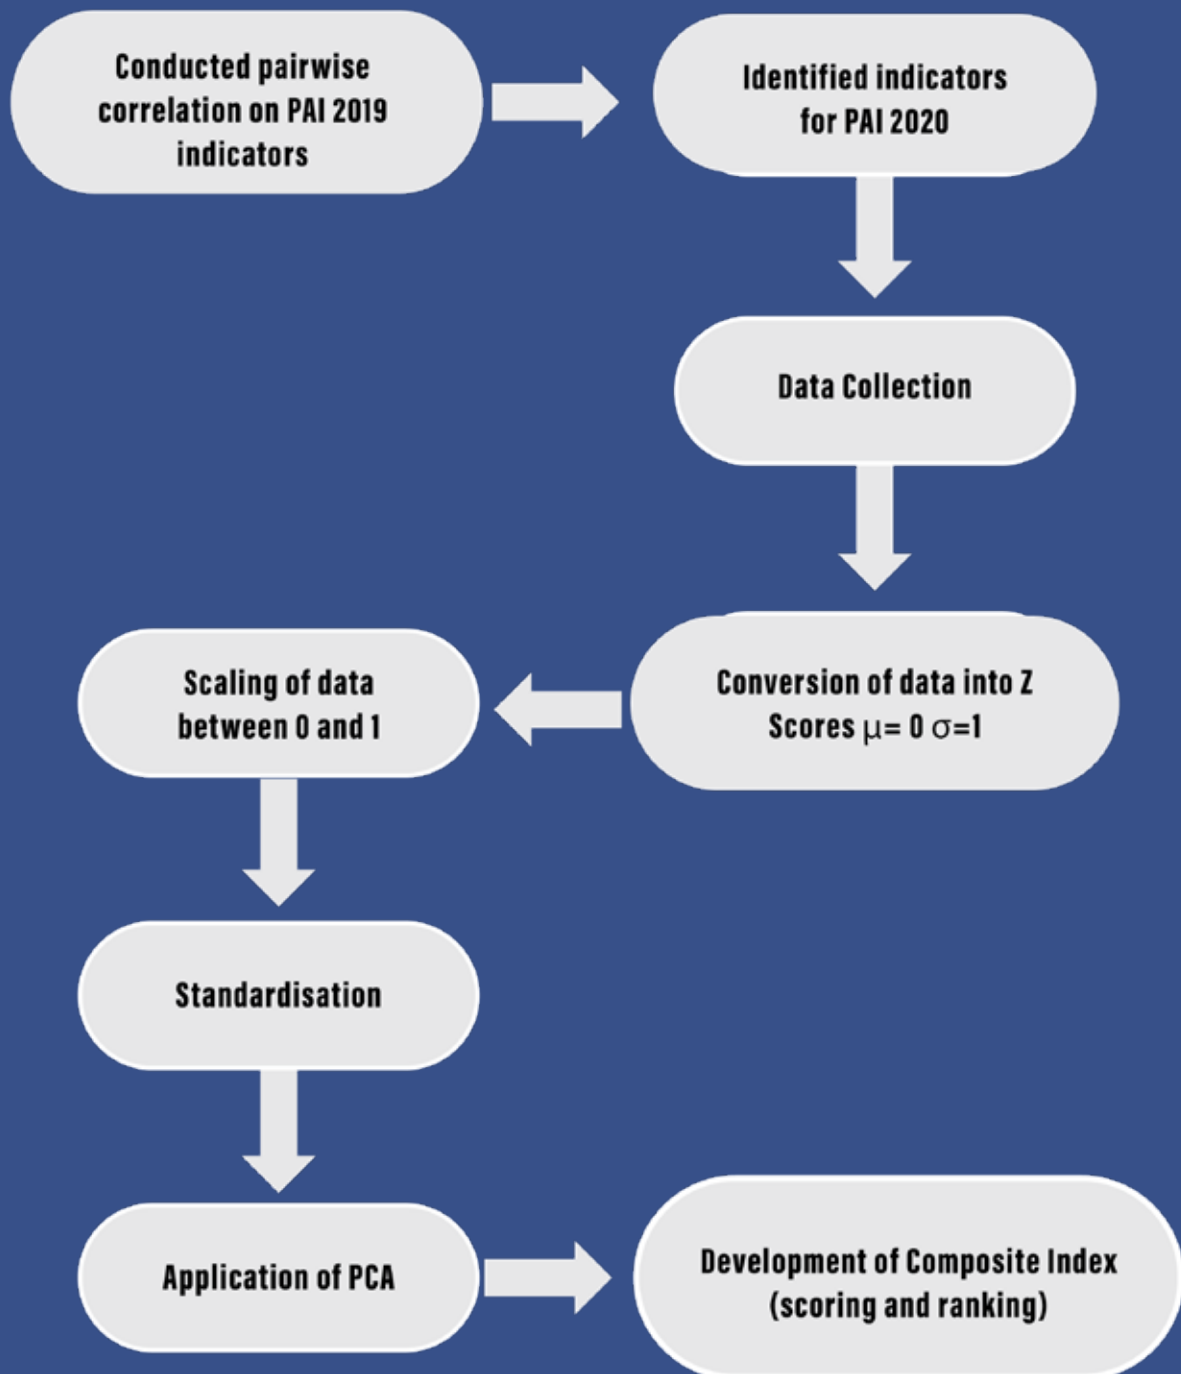 Conducted pairwise
correlation on PAI 2019
indicators
Identified indicators
for PAI 2020
Data Collection
Conversion of data into Z
Scores μ= 0 σ=1
Scaling of data
between 0 and 1
Standardisation
Application of PCA
Development of Composite Index
(scoring and ranking)